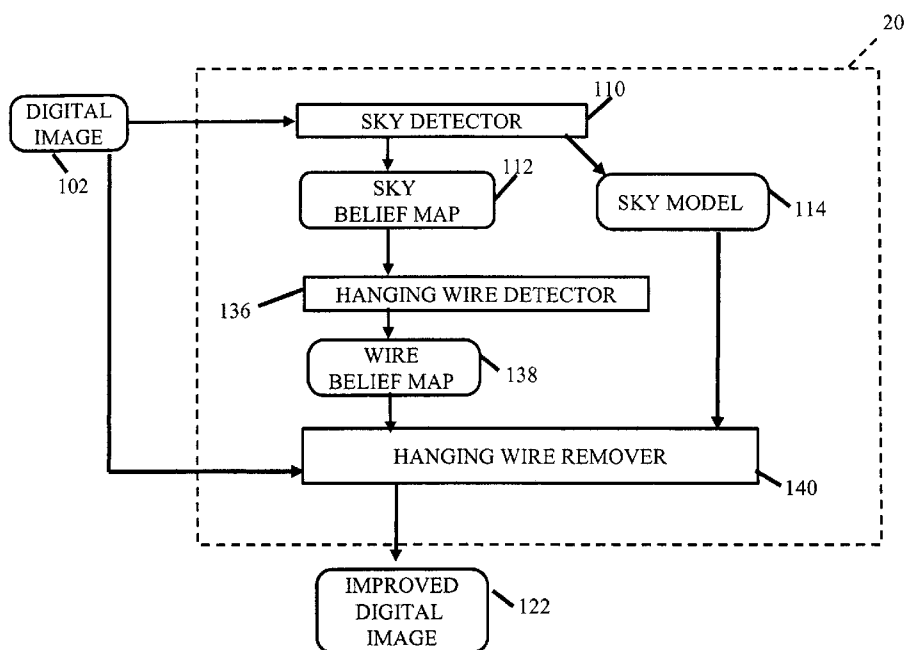 20
DIGITAL
IMAGE
102
110
SKY DETECTOR
112
SKY
BELIEF MAP
SKY MODEL
114
136
HANGING WIRE DETECTOR
WIRE
BELIEF MAP
138
HANGING WIRE REMOVER
140
IMPROVED
DIGITAL
IMAGE
122